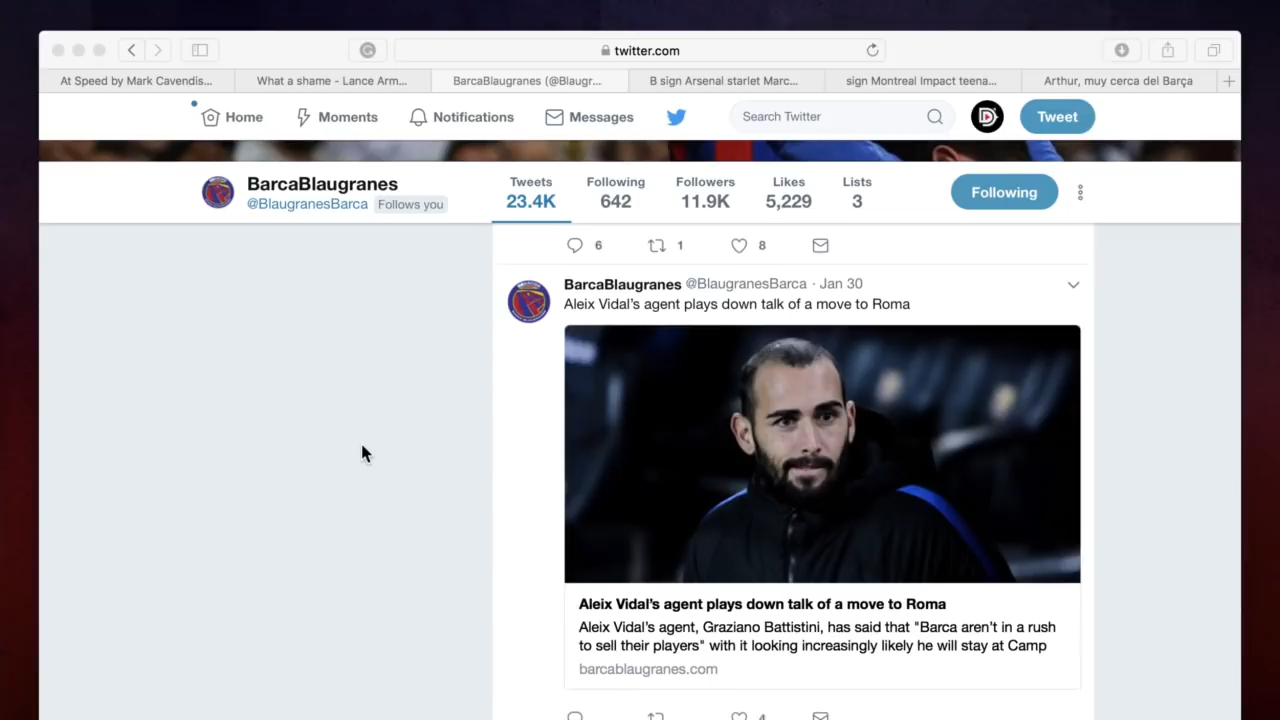 twitter.com
At Speed by Mark Cavendis...
What a shame - Lance Arm...
BarcaBlaugranes (@Blaugr...
B sign Arsenal starlet Marc...
sign Montreal Impact teena...
Arthur, muy cerca del Barça
Home
Moments
Notifications
Messages
Search Twitter
Tweet
BarcaBlaugranes
@BlaugranesBarca Follows you
Tweets
23.4K
Following
642
Followers
11.9K
Likes
5,229
Lists
3
Following
6
1
8
BarcaBlaugranes @BlaugranesBarca · Jan 30
Aleix Vidal's agent plays down talk of a move to Roma
Aleix Vidal's agent plays down talk of a move to Roma
Aleix Vidal's agent, Graziano Battistini, has said that "Barca aren't in a rush
to sell their players" with it looking increasingly likely he will stay at Camp
barcablaugranes.com
4